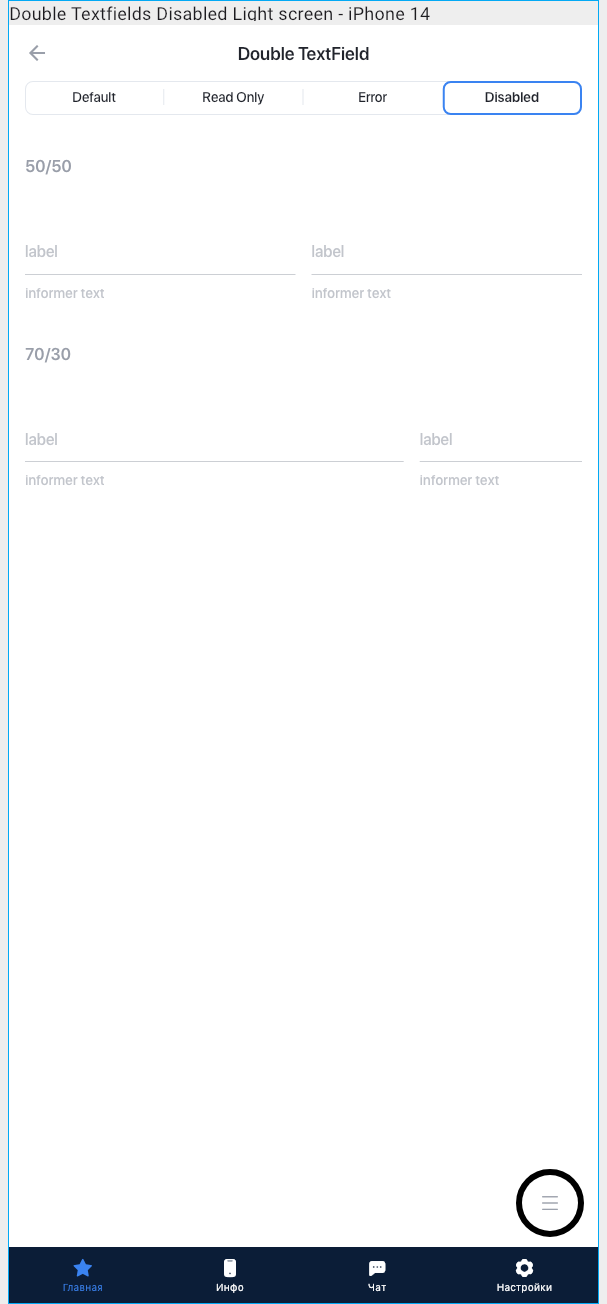 Double Textfields Disabled Light screen - iPhone 14
Double TextField
Default Read Only Error Disabled
50/50
label label
informer text informer text
70/30
label label
informer text informer text
Главная Инфо Чат Настройки